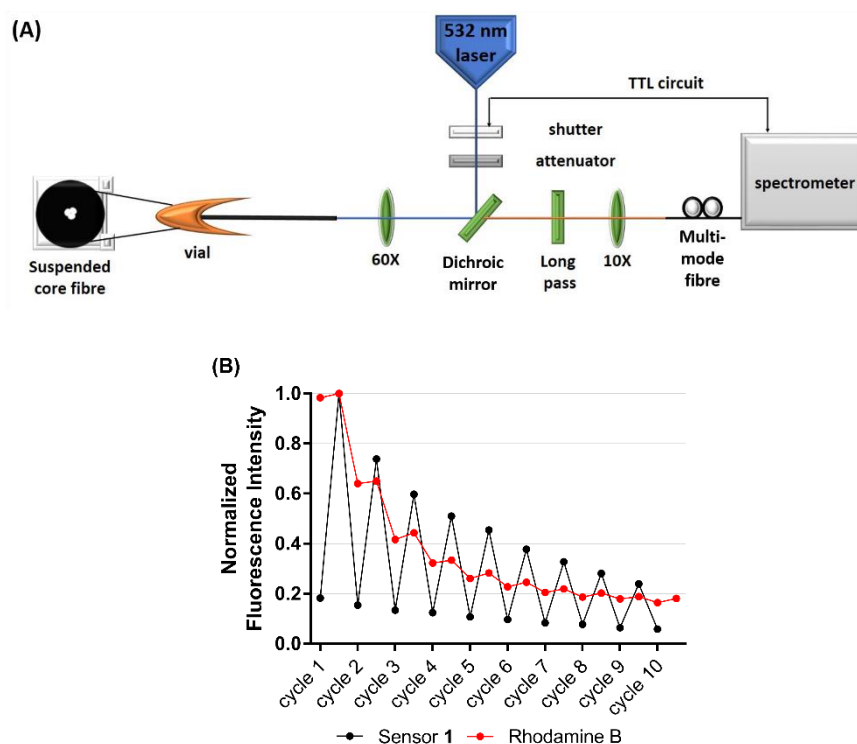 (A)
532 nm
laser
TTL circuit
shutter
attenuator
spectrometer
Suspended
core fibre
vial
60X
Dichroic
mirror
Long
pass
10X
Multi-
mode
fibre
(B)
Normalized
Fluorescence Intensity
1.0
0.8
0.6
0.4
0.2
0.0
cycle 1
cycle 2
cycle 3
cycle 4
cycle 5
cycle 6
cycle 7
cycle 8
cycle 9
cycle 10
Sensor 1
Rhodamine B